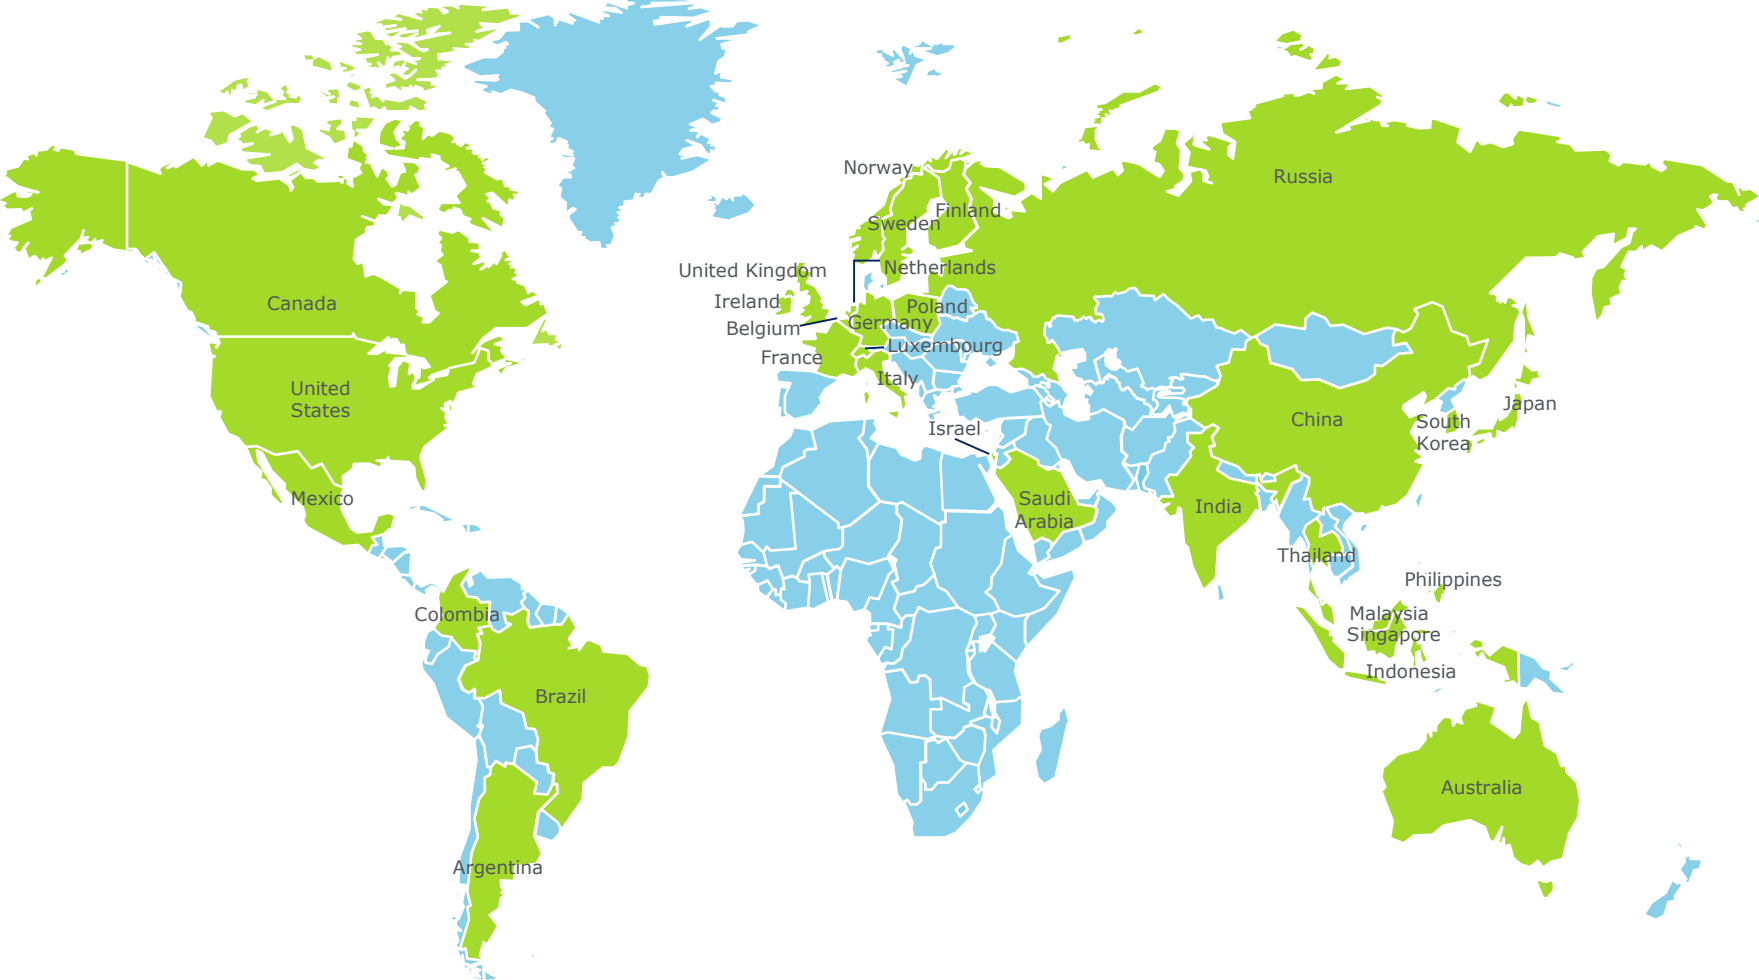 Norway
Russia
Finland
Sweden
United Kingdom
Netherlands
Ireland
Poland
Canada
Germany
Belgium
Luxembourg
France
Italy
United
States
Japan
China
South
Korea
Israel
Mexico
Saudi
Arabia
India
Thailand
Philippines
Colombia
Malaysia
Singapore
Indonesia
Brazil
Australia
Argentina